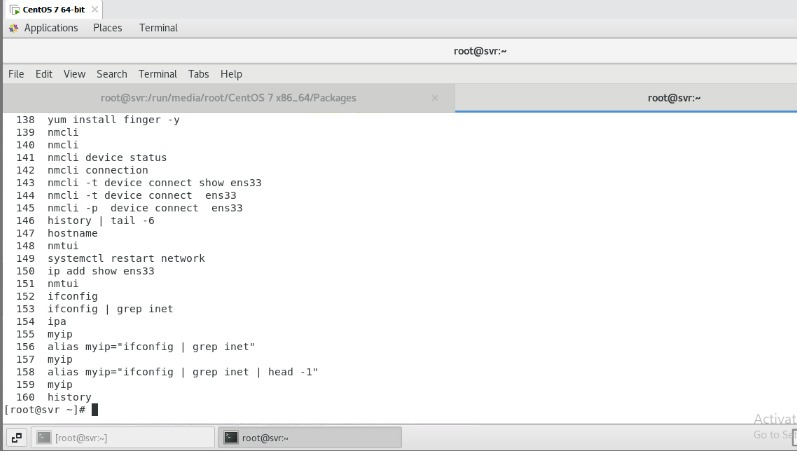 CentOS 7 64-bit
Applications Places Terminal
root@svr:~
File Edit View Search Terminal Tabs Help
root@svr:/run/media/root/CentOS 7 x86_64/Packages
root@svr:~
138 yum install finger -y
139 nmcli
140 nmcli
141 nmcli device status
142 nmcli connection
143 nmcli -t device connect show ens33
144 nmcli -t device connect  ens33
145 nmcli -p  device connect  ens33
146 history | tail -6
147 hostname
148 nmtui
149 systemctl restart network
150 ip add show ens33
151 nmtui
152 ifconfig
153 ifconfig | grep inet
154 ipa
155 myip
156 alias myip="ifconfig | grep inet"
157 myip
158 alias myip="ifconfig | grep inet | head -1"
159 myip
160 history
[root@svr ~]#
Activat
Go to Se
[root@svr:~]
root@svr:~